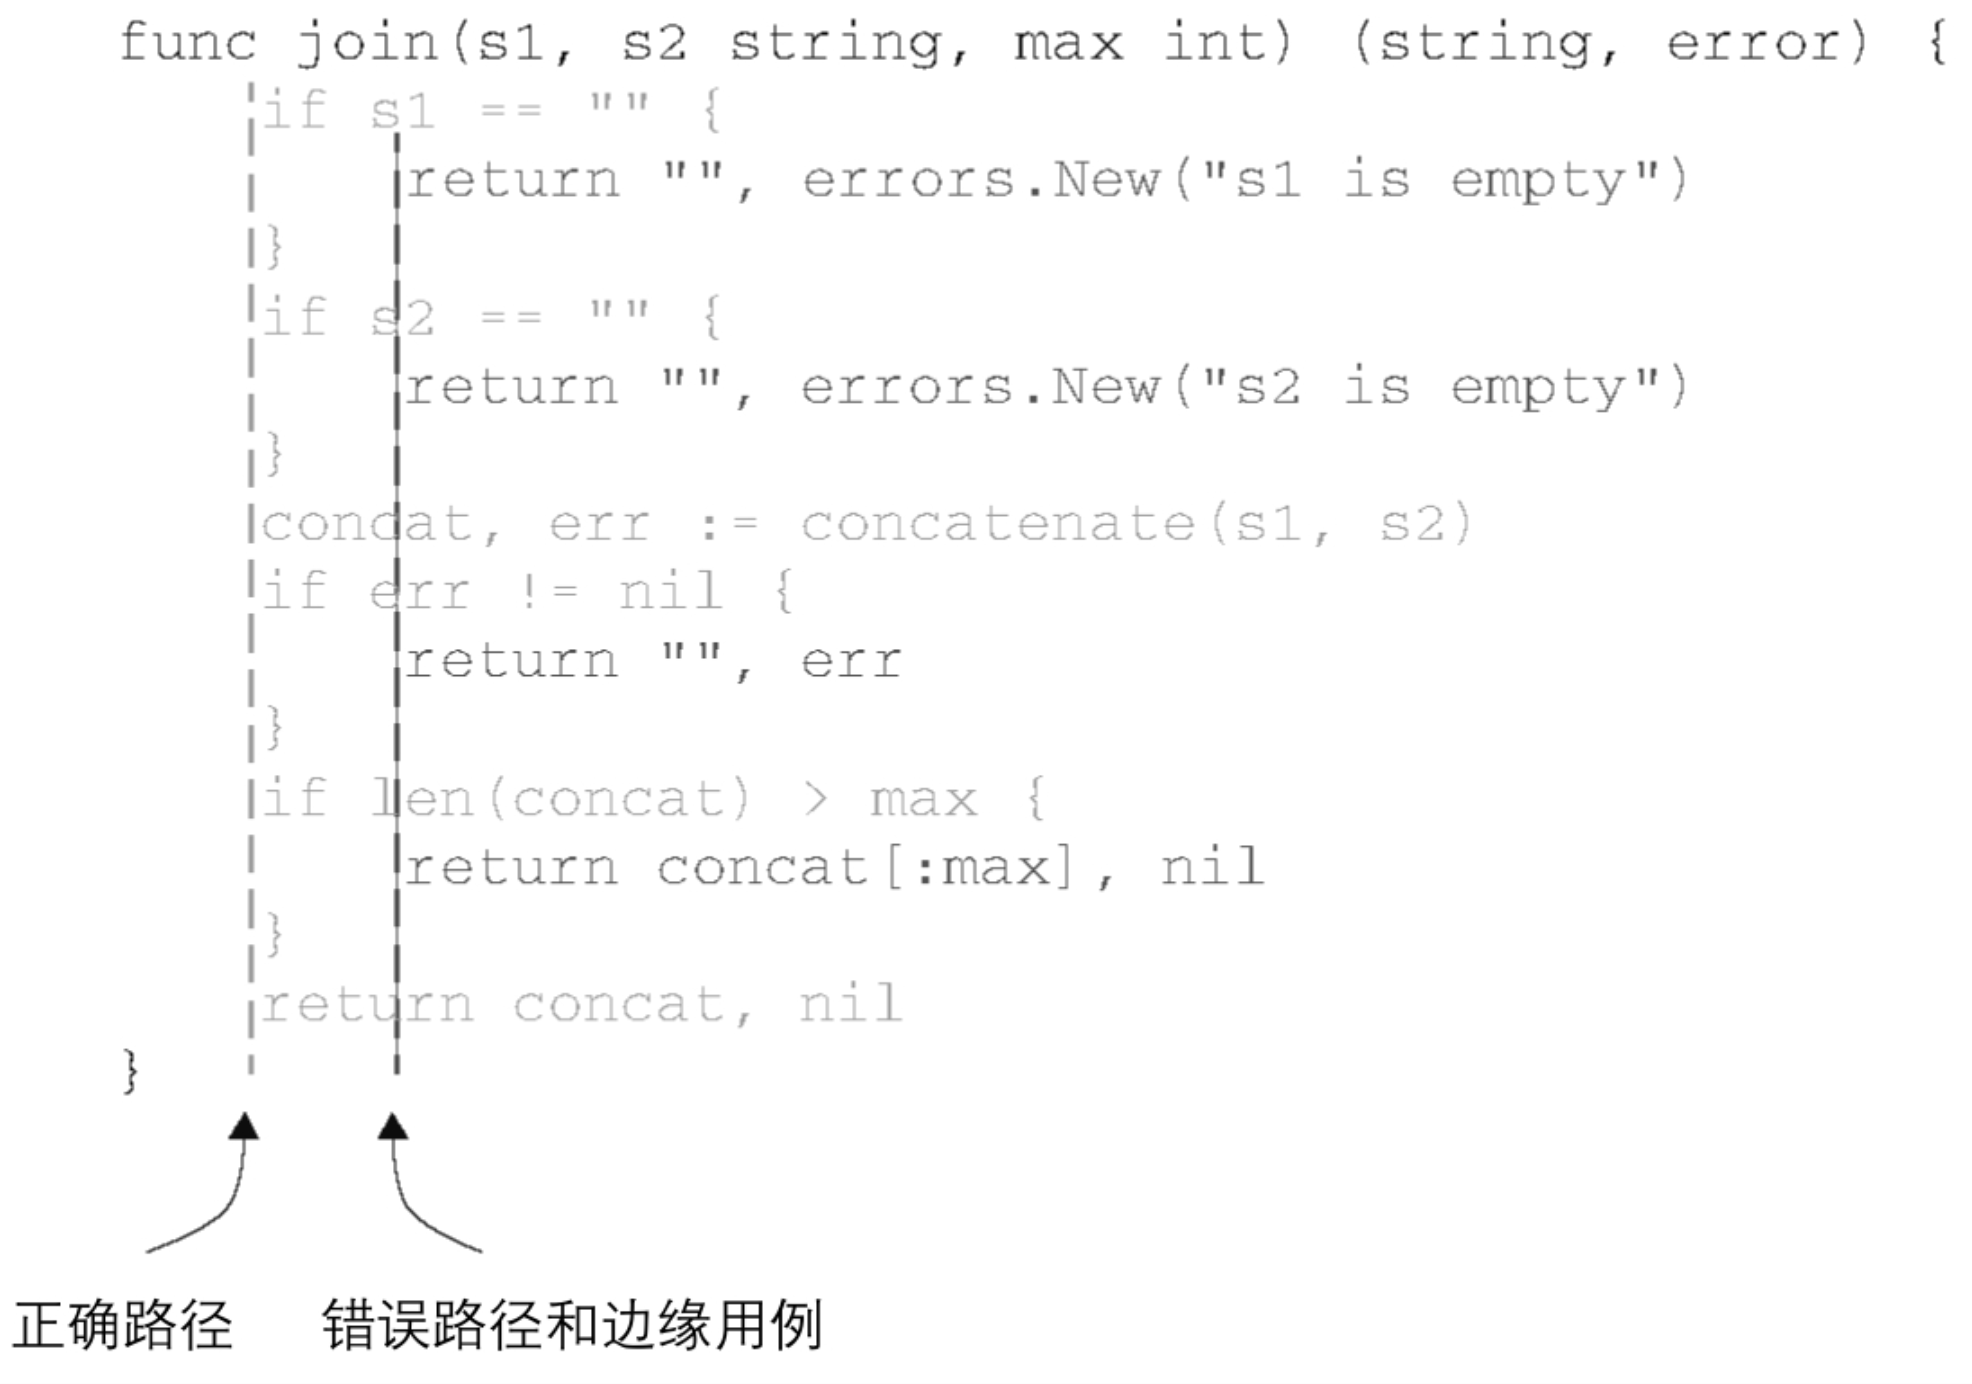 func join(s1, s2 string, max int) (string, error) {
if s1 == "" {
return "", errors.New("s1 is empty")
}
if s2 == "" {
return "", errors.New("s2 is empty")
}
concat, err := concatenate(s1, s2)
if err != nil {
return "", err
}
if len(concat) > max {
return concat[:max], nil
}
return concat, nil
}
正确路径 错误路径和边缘用例